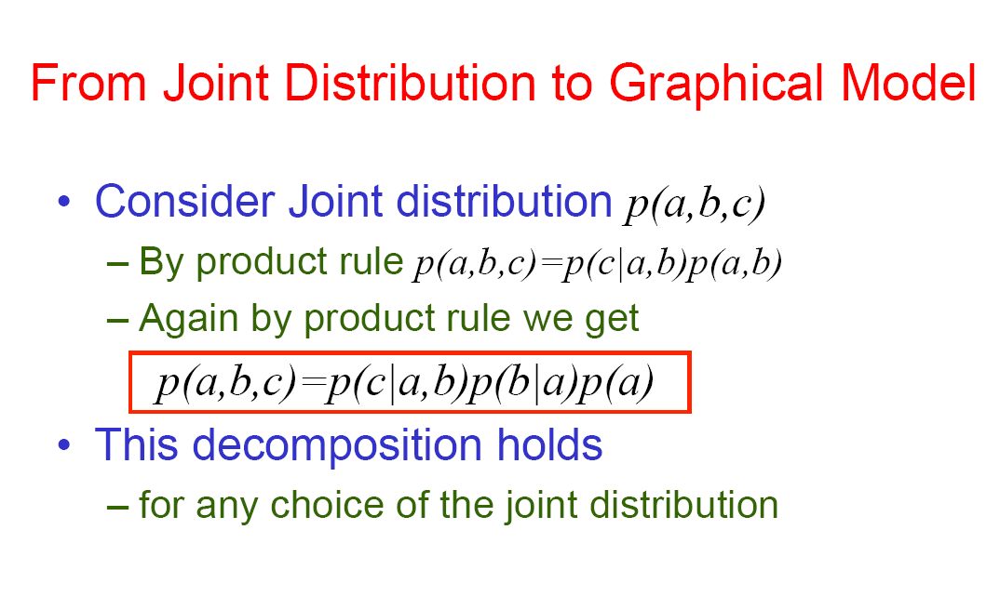 From Joint Distribution to Graphical Model
• Consider Joint distribution p(a,b,c)
– By product rule p(a,b,c)=p(c|a,b)p(a,b)
– Again by product rule we get
p(a,b,c)=p(c|a,b)p(b|a)p(a)
• This decomposition holds
– for any choice of the joint distribution